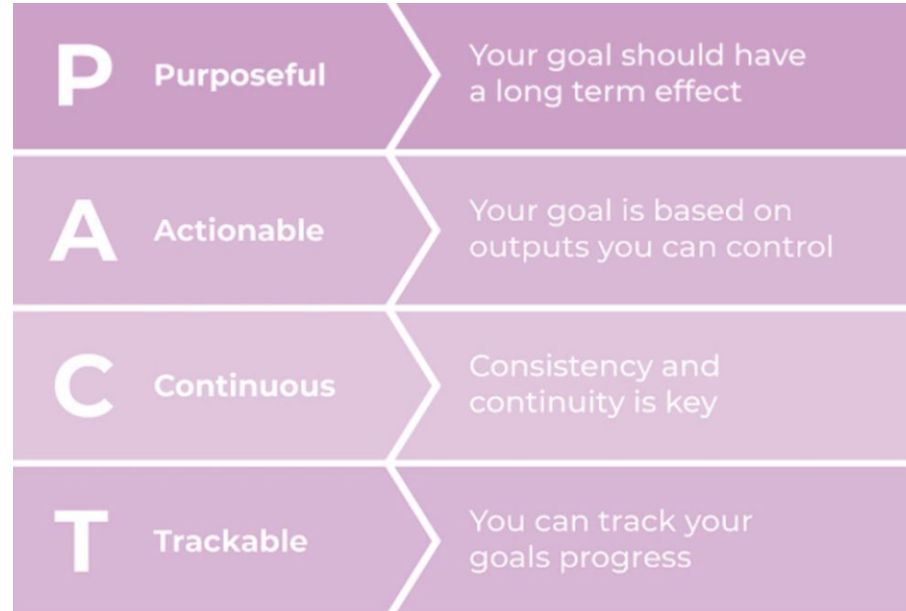 P Purposeful
Your goal should have
a long term effect
A Actionable
Your goal is based on
outputs you can control
C Continuous
Consistency and
continuity is key
T Trackable
You can track your
goals progress